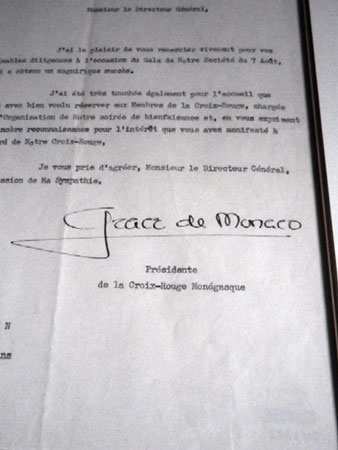 Monsieur le Directeur Général,
J'ai le plaisir de vous remercier vivement pour vos
diligences à l'occasion du Gala de Notre Société du 7 Août,
a obtenu un magnifique succès.
J'ai été très touchée également pour l'accueil que
avez bien voulu réserver aux Membres de la Croix-Rouge, chargés
l'Organisation de Notre soirée de bienfaisance et, en vous exprimant
reconnaissance pour l'intérêt que vous avez manifesté à
de Notre Croix-Rouge,
Je vous prie d'agréer, Monsieur le Directeur Général,
de Ma Sympathie.
Grace de Monaco
Présidente
de la Croix-Rouge Monégasque
N